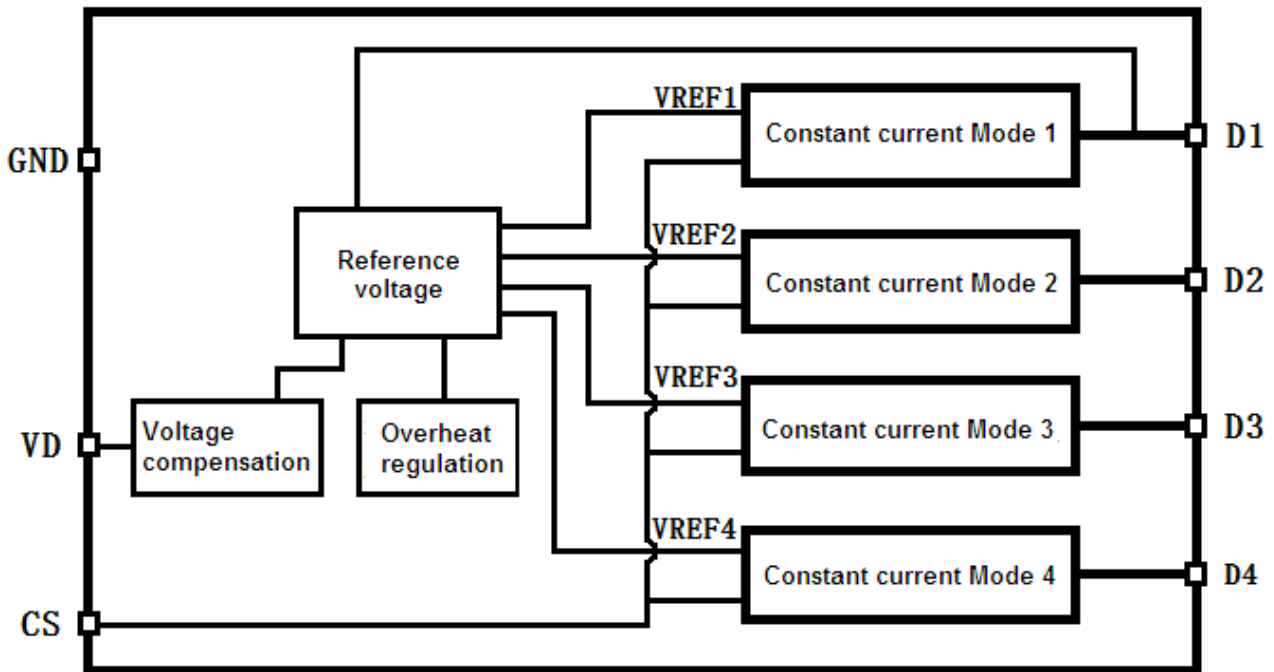 VREF1
Constant current Mode 1
D1
GND
VREF2
Reference
voltage
Constant current Mode 2
D2
VREF3
Constant current Mode 3
D3
VD
Voltage
compensation
Overheat
regulation
VREF4
Constant current Mode 4
D4
CS